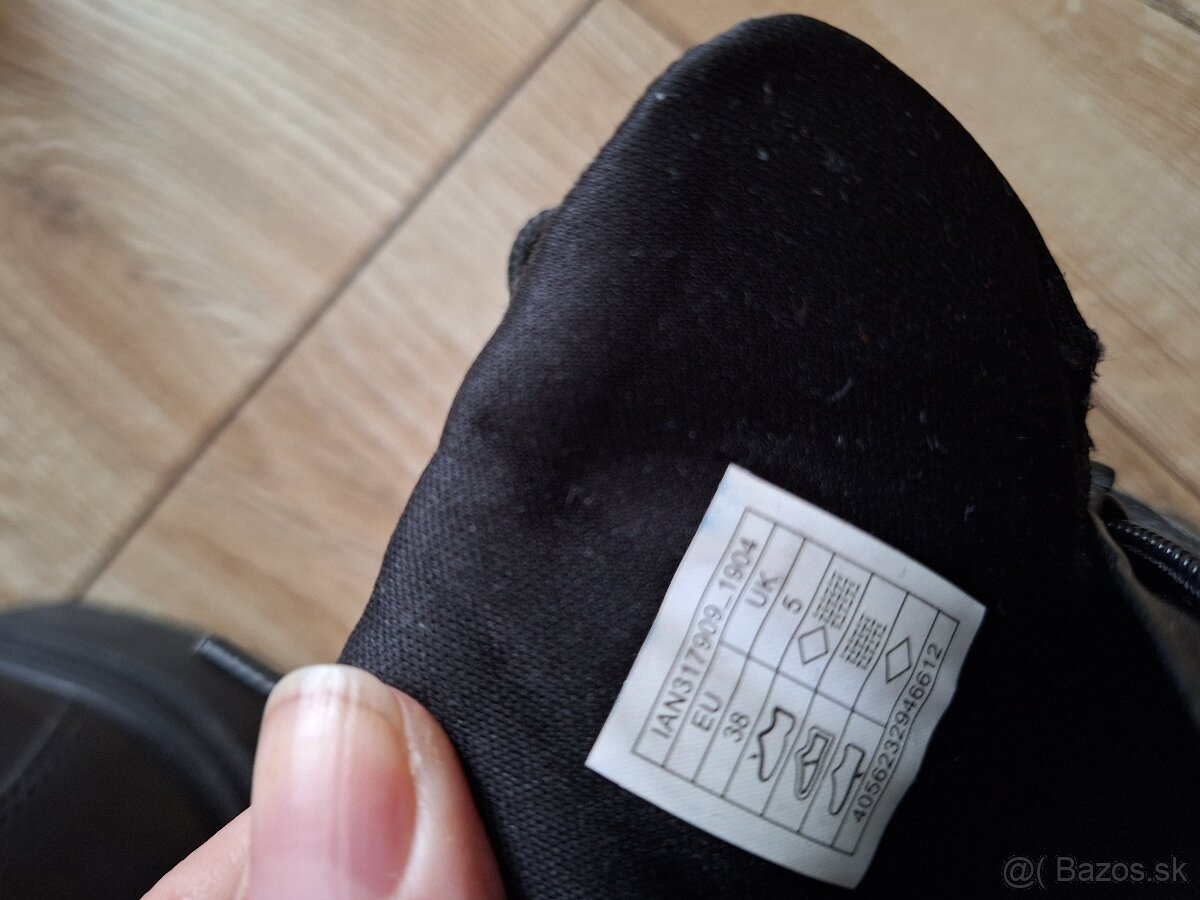 IAN317909_1904
EU UK
38 5
4056232946612
@( Bazos.sk